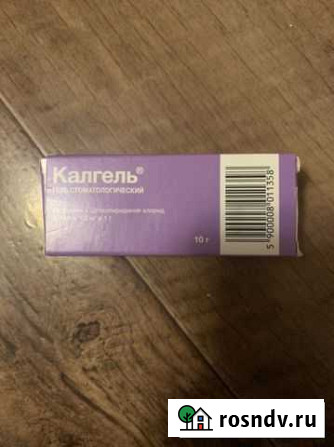 Калгель®
гель стоматологический
10 г
5 900008 011358
rosndv.ru